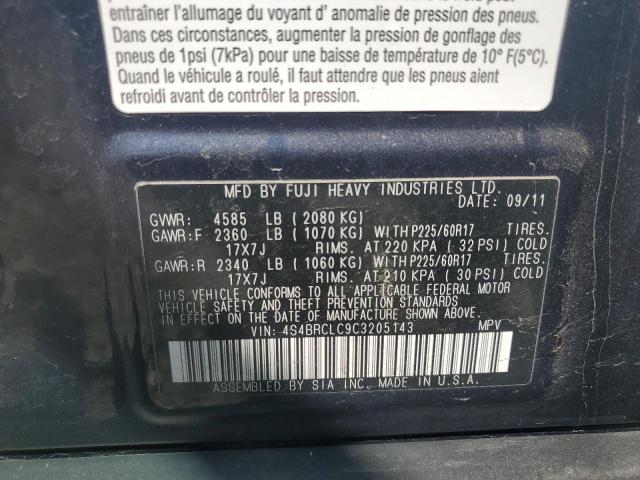 entraîner l'allumage du voyant d' anomalie de pression des pneus.
Dans ces circonstances, augmenter la pression de gonflage des
pneus de 1psi (7kPa) pour une baisse de température de 10° F(5°C).
Quand le véhicule a roulé, il faut attendre que les pneus aient
refroidi avant de contrôler la pression.
MFD BY FUJI HEAVY INDUSTRIES LTD.
DATE: 09/11
GVWR: 4585 LB (2080 KG)
GAWR:F 2360 LB (1070 KG) WITH P225/60R17 TIRES.
17X7J RIMS. AT 220 KPA (32 PSI) COLD
GAWR:R 2340 LB (1060 KG) WITH P225/60R17 TIRES.
17X7J RIMS. AT 210 KPA (30 PSI) COLD
THIS VEHICLE CONFORMS TO ALL APPLICABLE FEDERAL MOTOR
VEHICLE SAFETY AND THEFT PREVENTION STANDARDS
IN EFFECT ON THE DATE OF MANUFACTURE SHOWN ABOVE.
VIN: 4S4BRCLC9C3205143 MPV
ASSEMBLED BY SIA INC. MADE IN U.S.A.